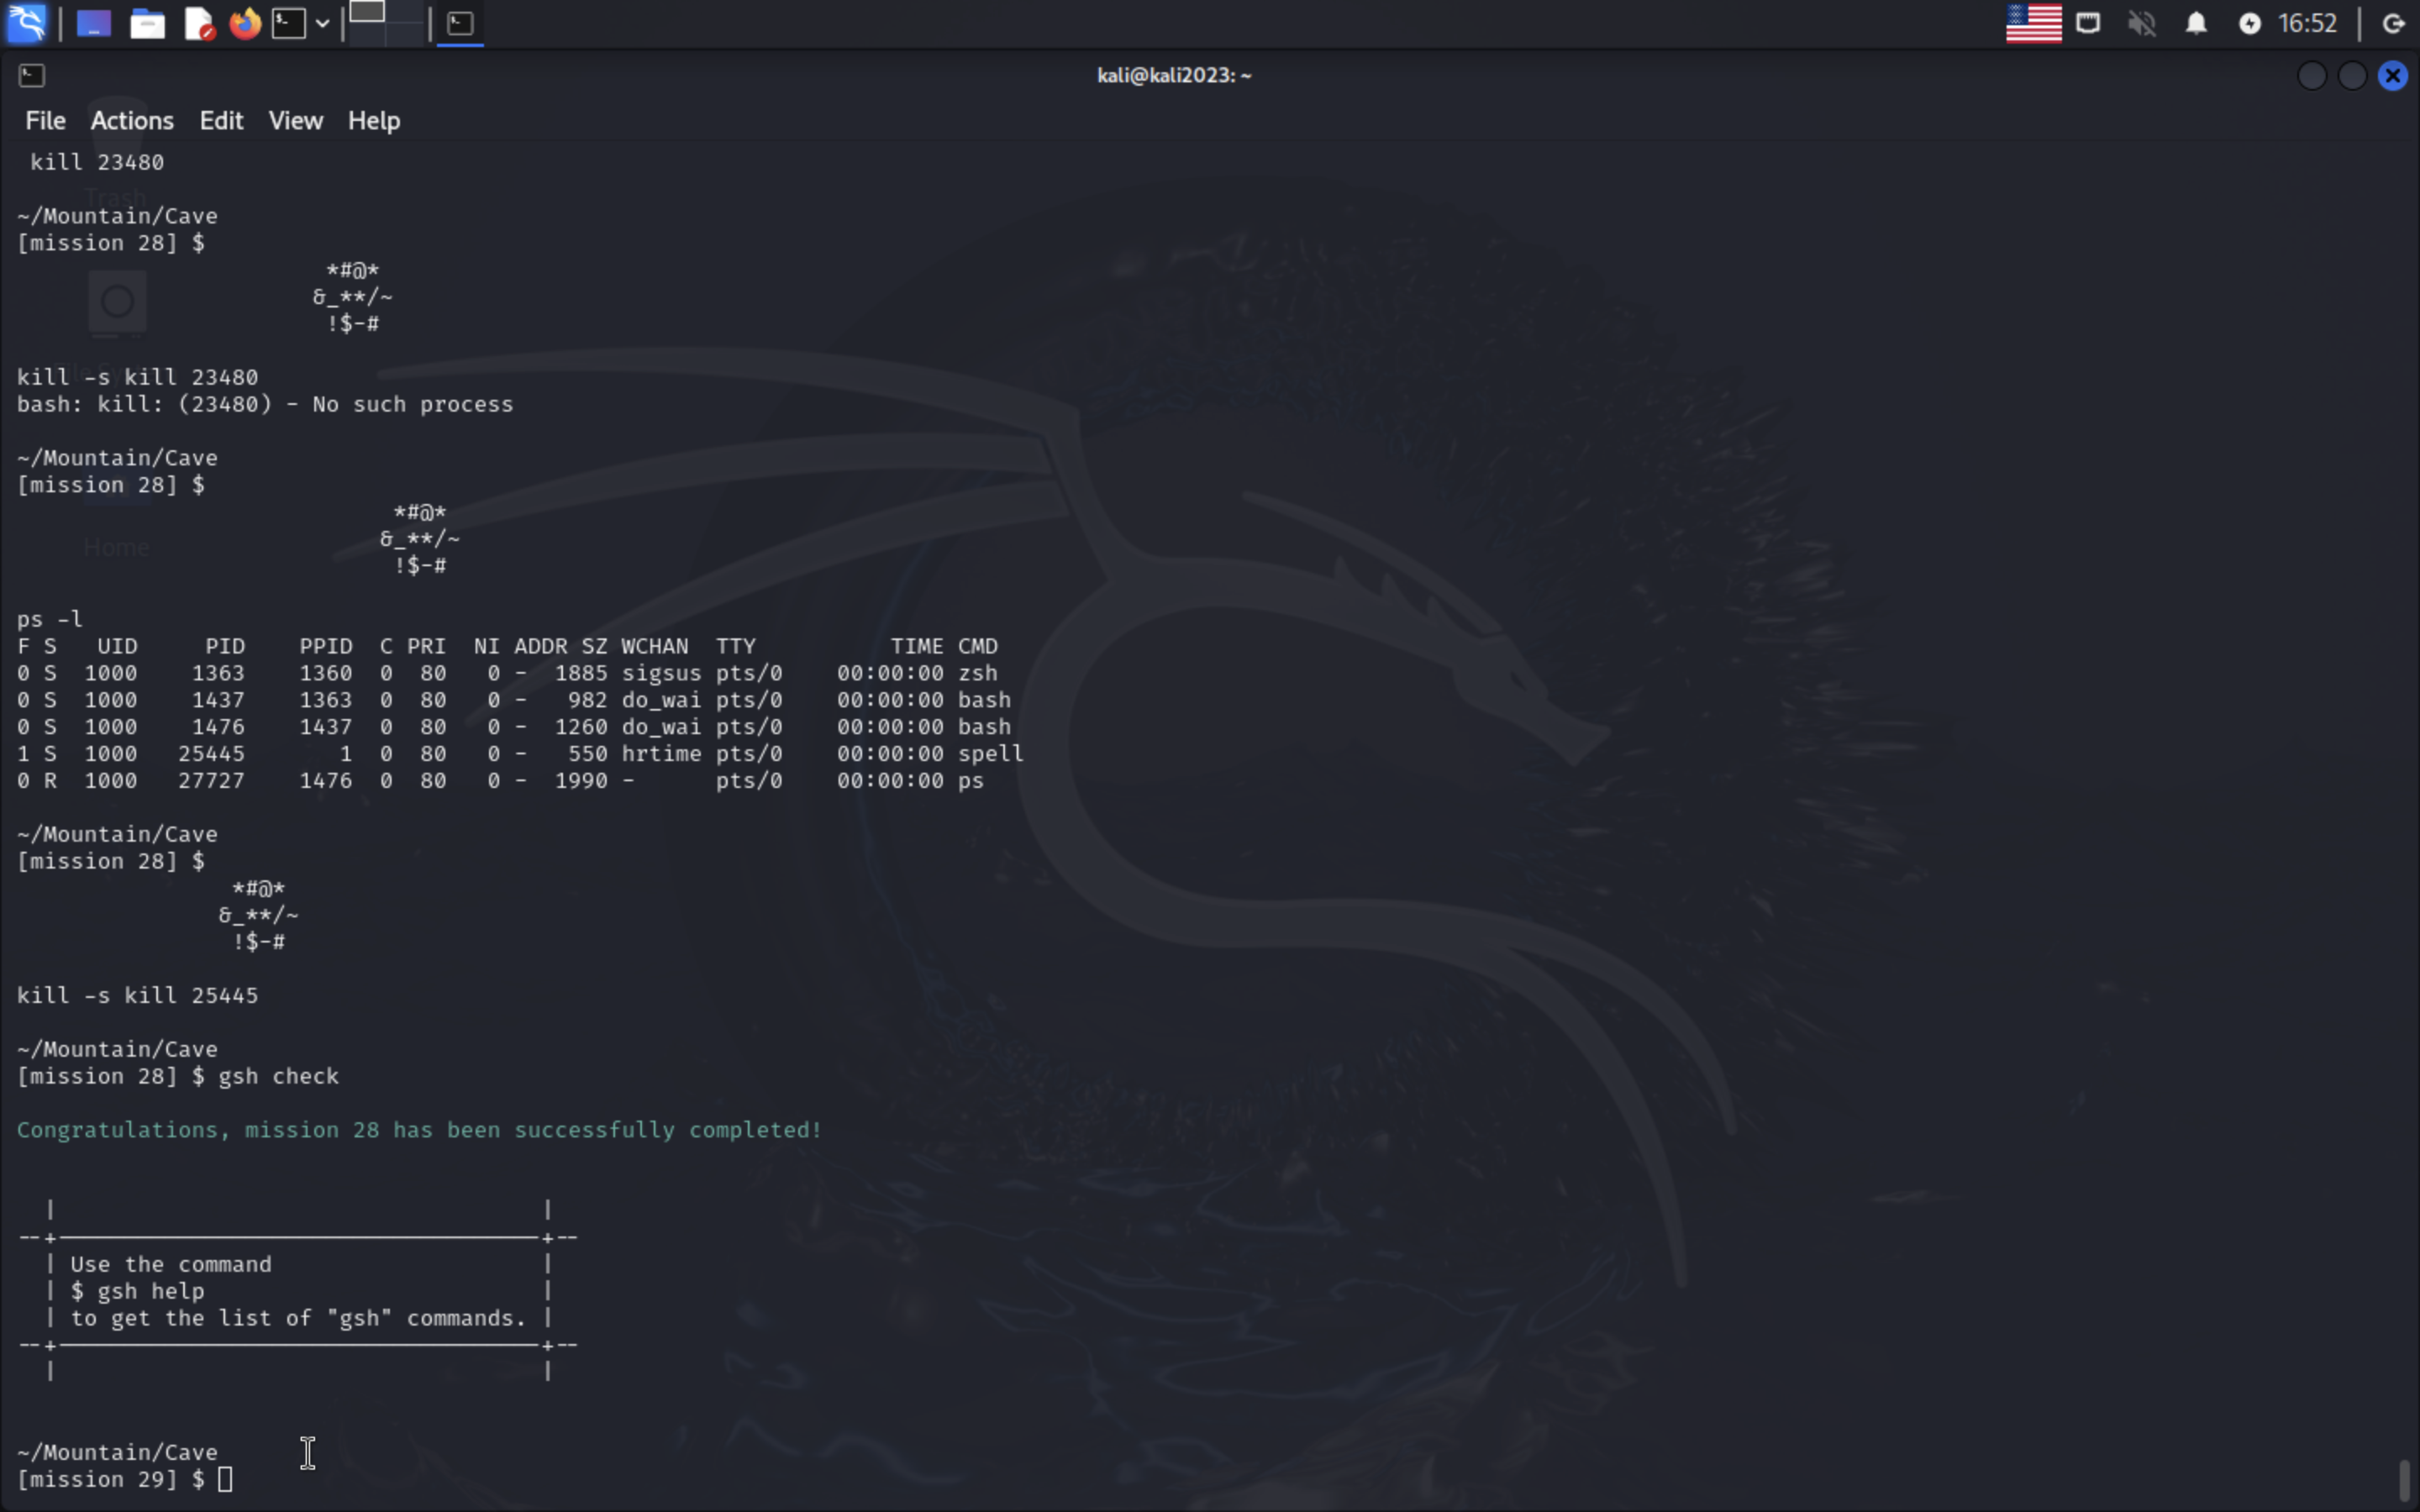 16:52
kali@kali2023: ~
File Actions Edit View Help
kill 23480
Trash
~/Mountain/Cave
[mission 28] $
*#@*
&_**/~
!$-#
kill -s kill 23480
bash: kill: (23480) - No such process
~/Mountain/Cave
[mission 28] $
*#@*
&_**/~
Home
!$-#
ps -l
F S   UID     PID    PPID  C PRI  NI ADDR SZ WCHAN  TTY          TIME CMD
0 S  1000    1363    1360  0  80   0 -  1885 sigsus pts/0    00:00:00 zsh
0 S  1000    1437    1363  0  80   0 -   982 do_wai pts/0    00:00:00 bash
0 S  1000    1476    1437  0  80   0 -  1260 do_wai pts/0    00:00:00 bash
1 S  1000   25445       1  0  80   0 -   550 hrtime pts/0    00:00:00 spell
0 R  1000   27727    1476  0  80   0 -  1990 -      pts/0    00:00:00 ps
~/Mountain/Cave
[mission 28] $
*#@*
&_**/~
!$-#
kill -s kill 25445
~/Mountain/Cave
[mission 28] $ gsh check
Congratulations, mission 28 has been successfully completed!
Use the command
$ gsh help
to get the list of "gsh" commands.
~/Mountain/Cave
[mission 29] $